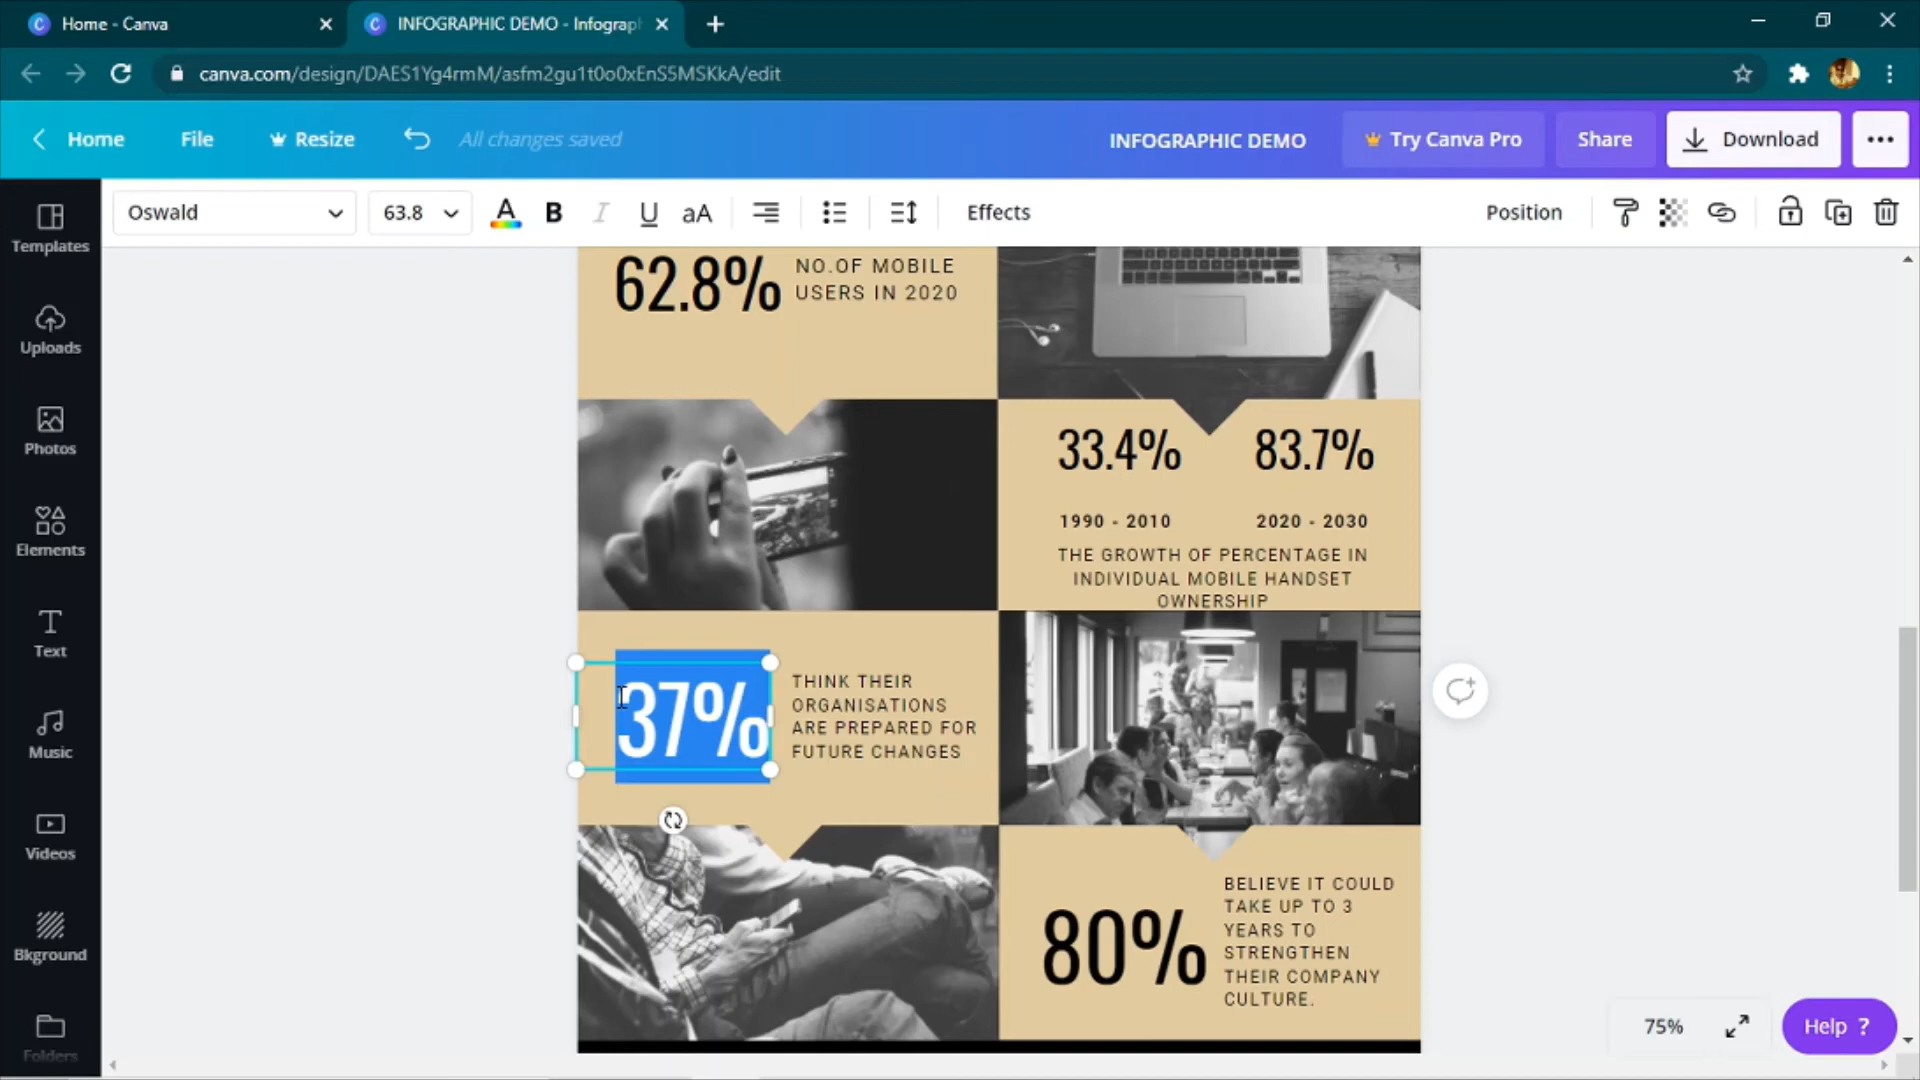 Home - Canva
INFOGRAPHIC DEMO - Infograp
canva.com/design/DAES1Yg4rmM/asfm2gu1t0o0xEnS5MSKkA/edit
Home File Resize All changes saved INFOGRAPHIC DEMO Try Canva Pro Share Download
Oswald 63.8 A B I U aA Effects Position
Templates
Uploads
Photos
Elements
Text
Music
Videos
Bkground
Folders
62.8%
NO.OF MOBILE
USERS IN 2020
33.4% 83.7%
1990 - 2010 2020 - 2030
THE GROWTH OF PERCENTAGE IN
INDIVIDUAL MOBILE HANDSET
OWNERSHIP
37%
THINK THEIR
ORGANISATIONS
ARE PREPARED FOR
FUTURE CHANGES
80%
BELIEVE IT COULD
TAKE UP TO 3
YEARS TO
STRENGTHEN
THEIR COMPANY
CULTURE.
75%
Help ?